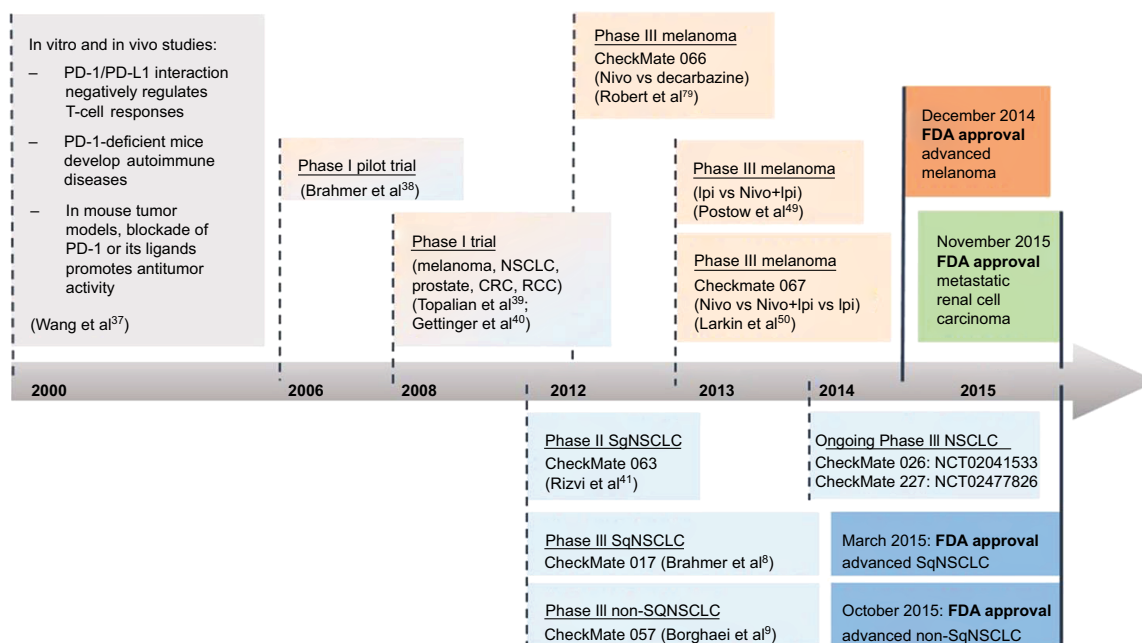 In vitro and in vivo studies:
– PD-1/PD-L1 interaction
negatively regulates
T-cell responses
– PD-1-deficient mice
develop autoimmune
diseases
– In mouse tumor
models, blockade of
PD-1 or its ligands
promotes antitumor
activity
(Wang et al37)
Phase I pilot trial
(Brahmer et al38)
Phase I trial
(melanoma, NSCLC,
prostate, CRC, RCC)
(Topalian et al39;
Gettinger et al40)
Phase III melanoma
CheckMate 066
(Nivo vs decarbazine)
(Robert et al79)
Phase III melanoma
(Ipi vs Nivo+Ipi)
(Postow et al49)
Phase III melanoma
Checkmate 067
(Nivo vs Nivo+Ipi vs Ipi)
(Larkin et al50)
December 2014
FDA approval
advanced
melanoma
November 2015
FDA approval
metastatic
renal cell
carcinoma
2000 2006 2008 2012 2013 2014 2015
Phase II SgNSCLC
CheckMate 063
(Rizvi et al41)
Phase III SqNSCLC
CheckMate 017 (Brahmer et al8)
Phase III non-SQNSCLC
CheckMate 057 (Borghaei et al9)
Ongoing Phase III NSCLC
CheckMate 026: NCT02041533
CheckMate 227: NCT02477826
March 2015: FDA approval
advanced SqNSCLC
October 2015: FDA approval
advanced non-SqNSCLC